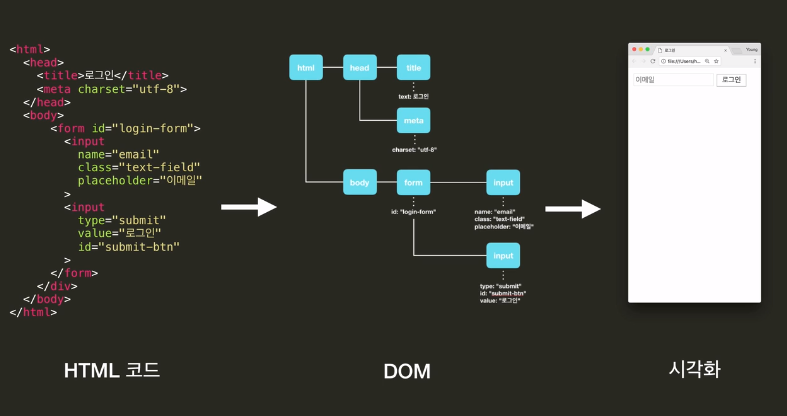 <html>
<head>
<title>로그인</title>
<meta charset="utf-8">
</head>
<body>
<form id="login-form">
<input
name="email"
class="text-field"
placeholder="이메일"
>
<input
type="submit"
value="로그인"
id="submit-btn"
>
</form>
</div>
</body>
</html>
HTML 코드
html
head
title
text: 로그인
meta
charset: "utf-8"
body
form
id: "login-form"
input
name: "email"
class: "text-field"
placeholder: "이메일"
input
type: "submit"
id: "submit-btn"
value: "로그인"
DOM
로그인
Young
이메일
로그인
시각화